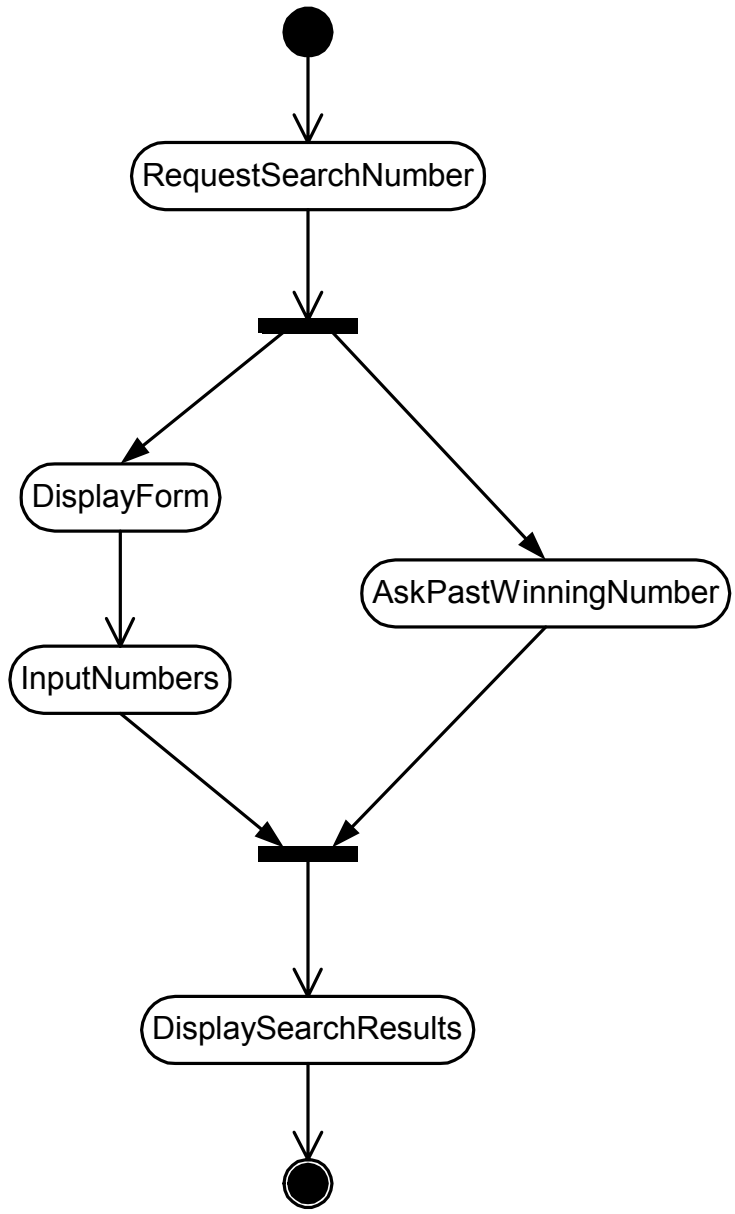 RequestSearchNumber
DisplayForm
AskPastWinningNumber
InputNumbers
DisplaySearchResults